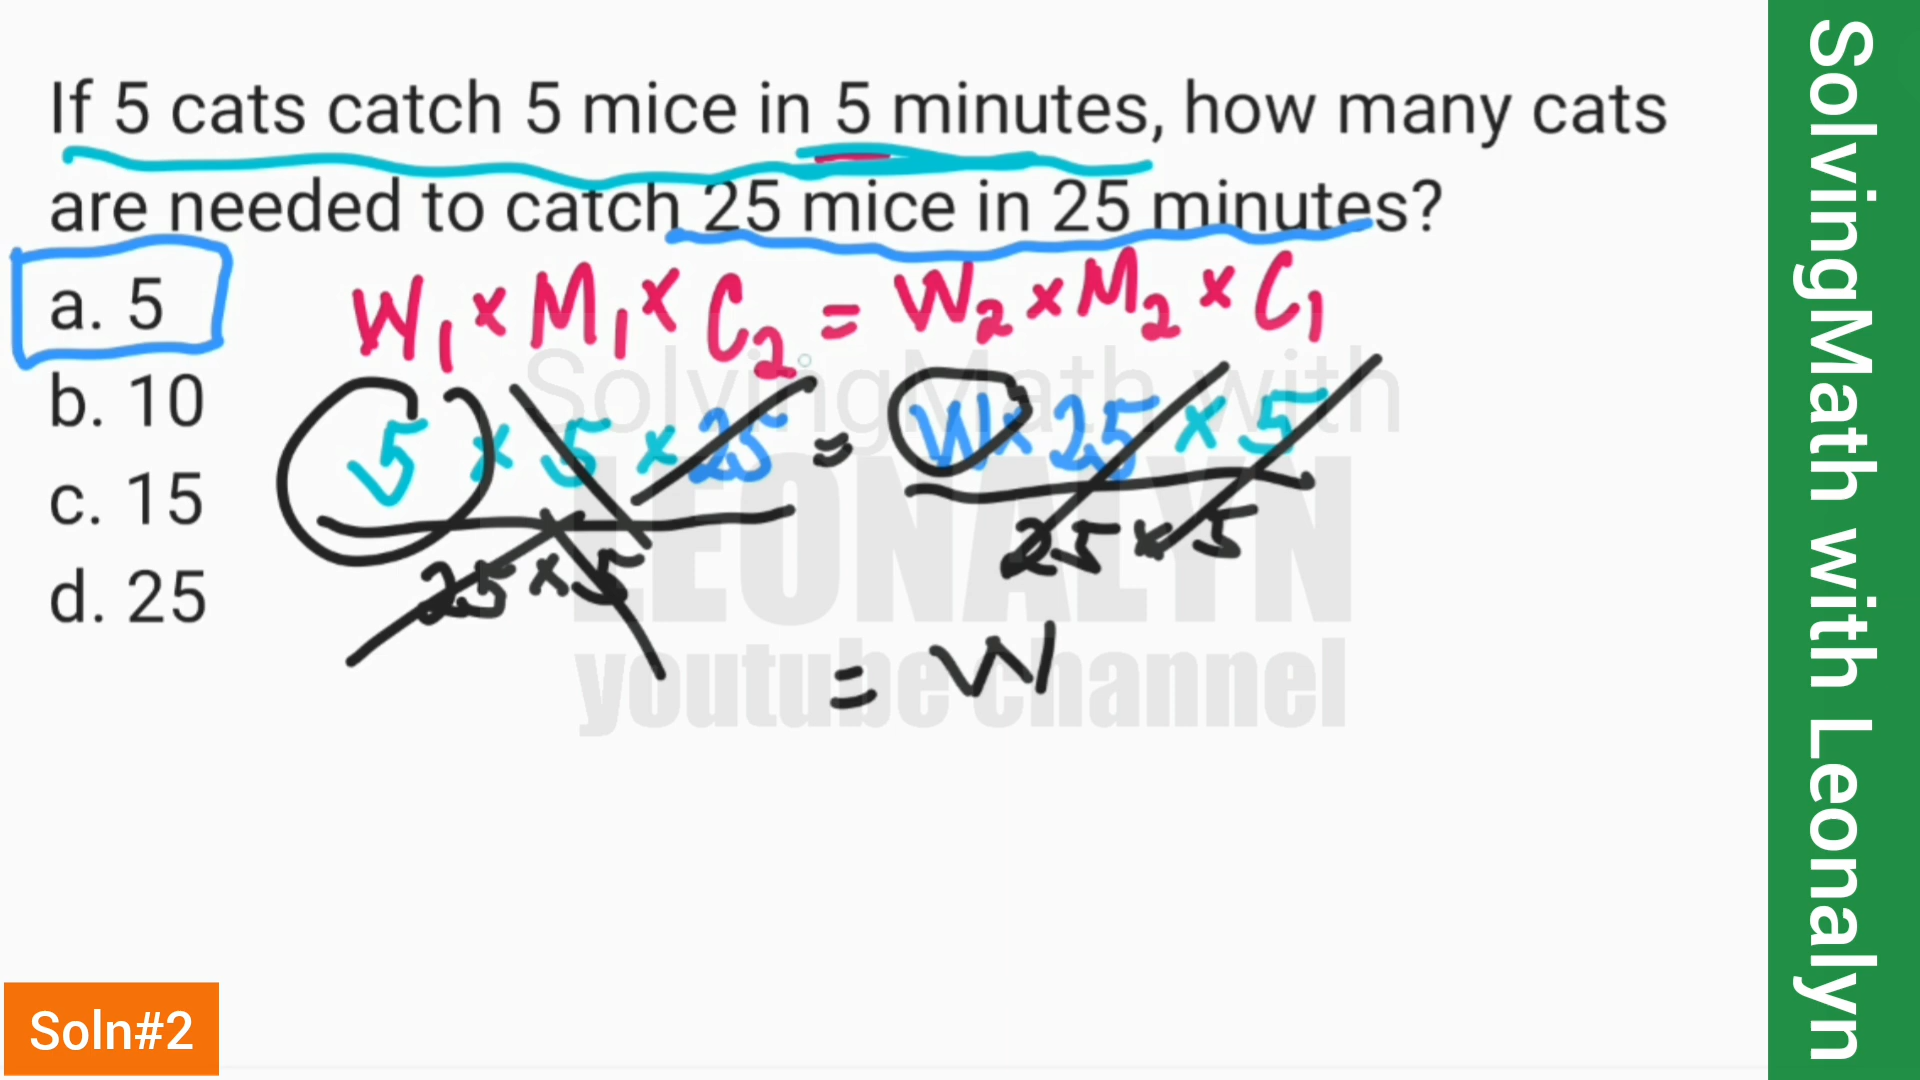 If 5 cats catch 5 mice in 5 minutes, how many cats
are needed to catch 25 mice in 25 minutes?
a. 5
b. 10
c. 15
d. 25
W₁ × M₁ × C₂ = W₂ × M₂ × C₁
5 × 5 × 25 = W × 25 × 5
25 × 5 25 × 5
= W
SolvingMath with
LEONALYN
youtube channel
Soln#2
SolvingMath with Leonalyn